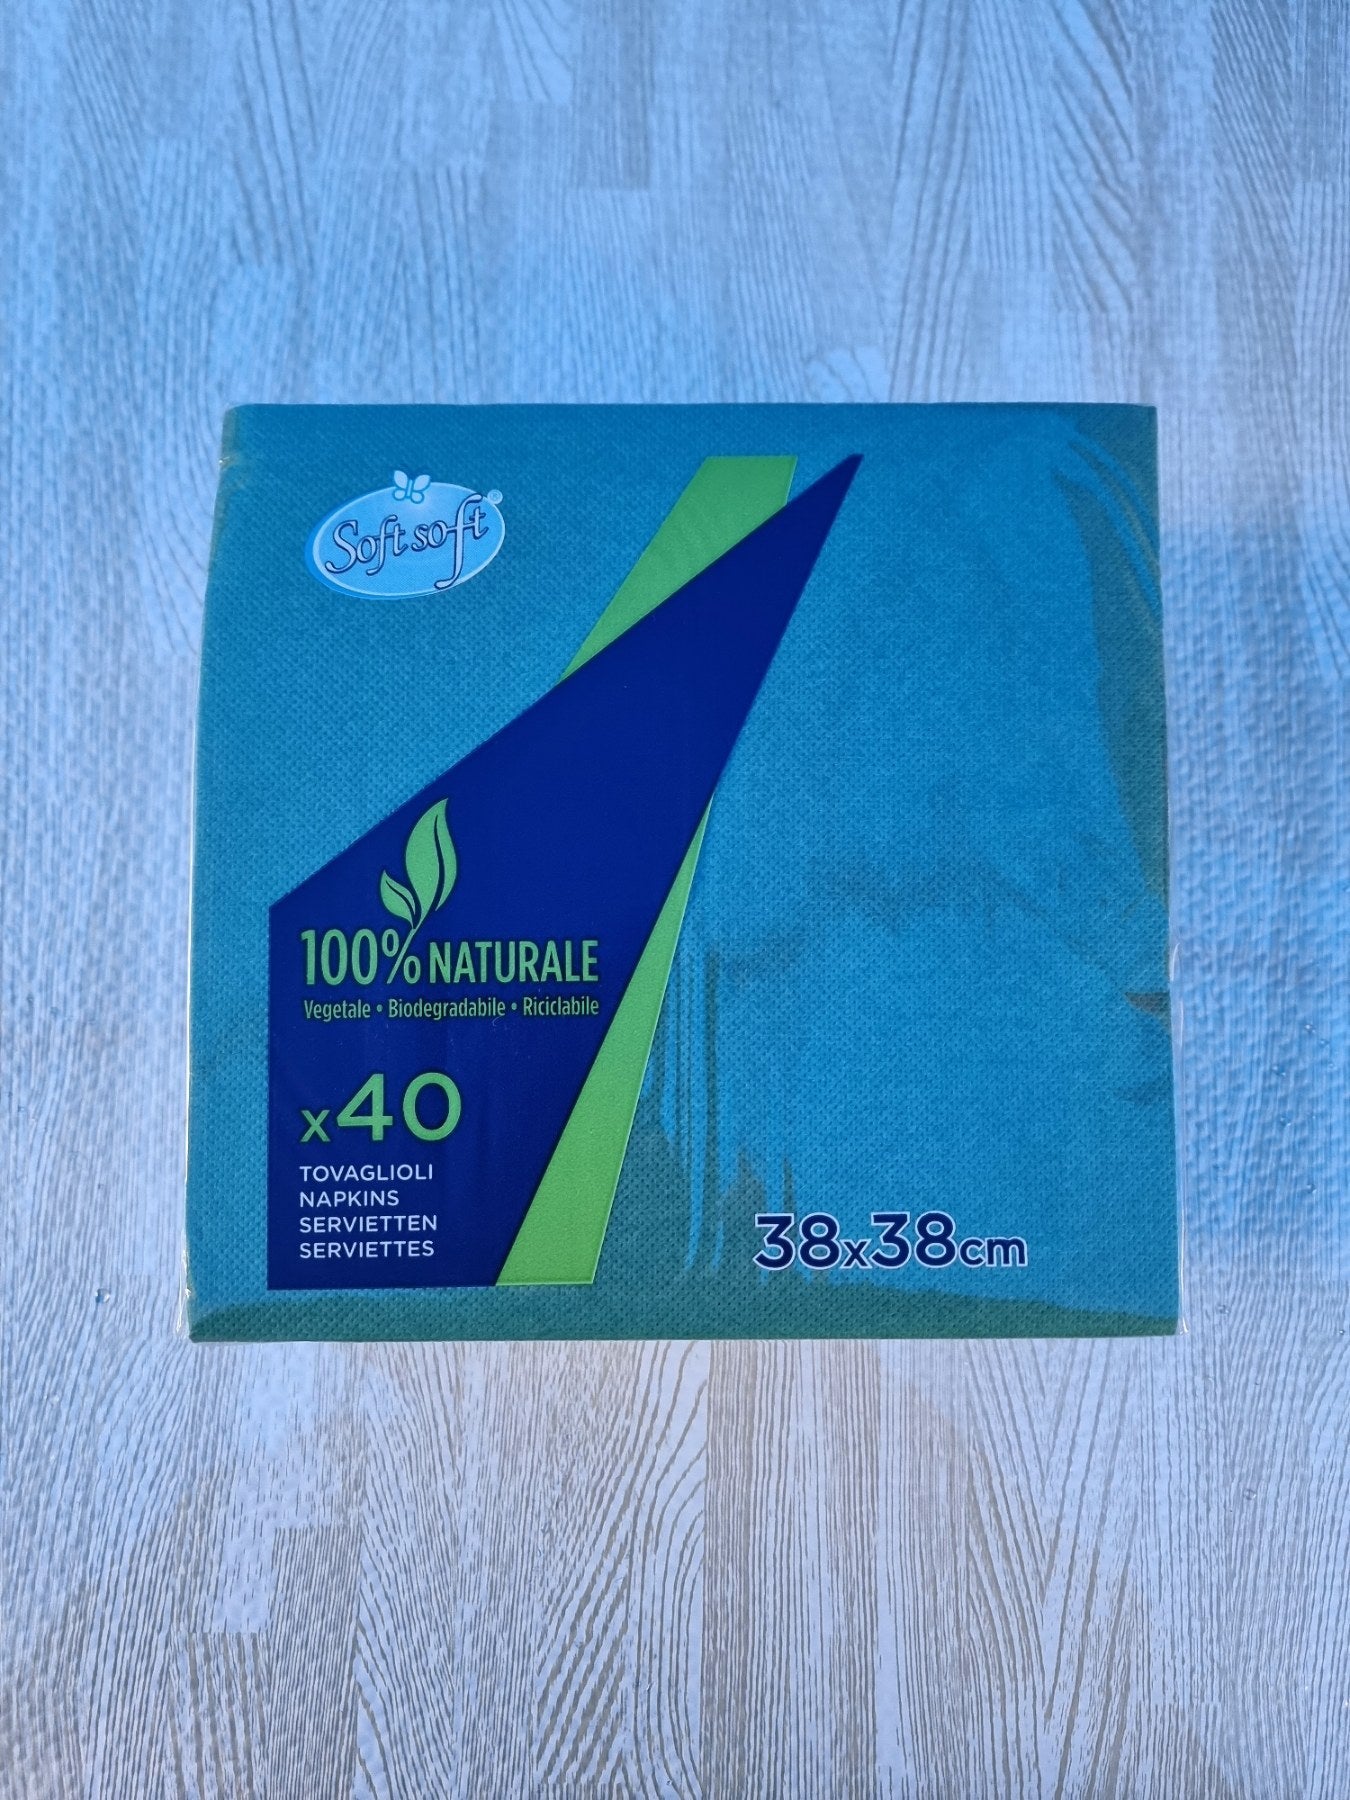 Soft soft®
100% NATURALE
Vegetale • Biodegradabile • Riciclabile
x40
TOVAGLIOLI
NAPKINS
SERVIETTEN
SERVIETTES
38x38cm